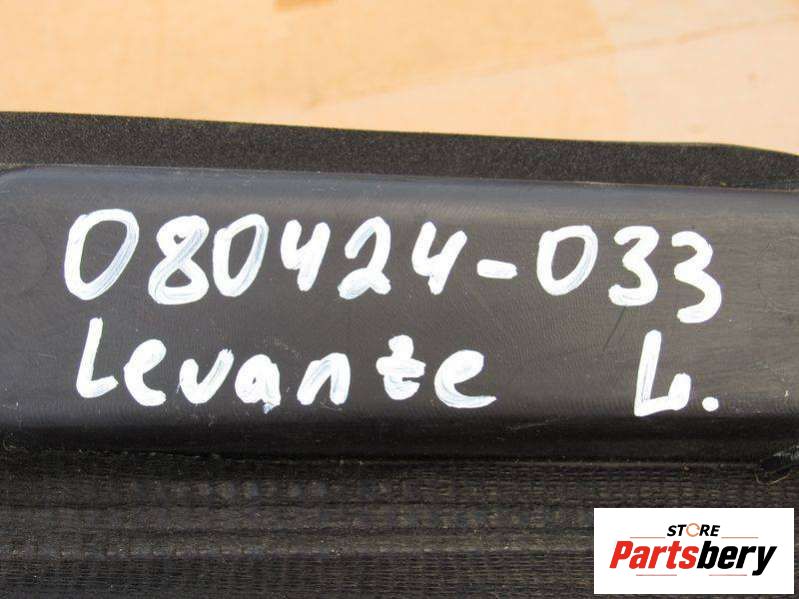 080424-033
Levante L.
STORE
Partsbery